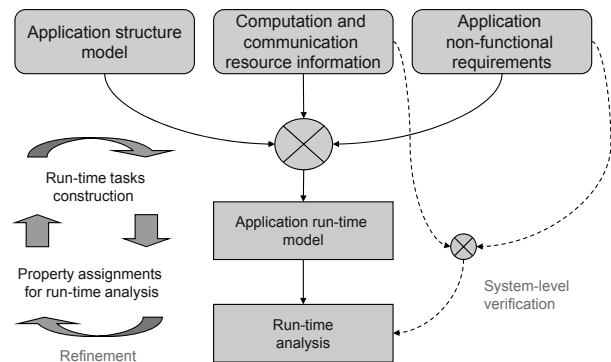 Application structure
model
Computation and
communication
resource information
Application
non-functional
requirements
Run-time tasks
construction
Application run-time
model
Property assignments
for run-time analysis
System-level
verification
Run-time
analysis
Refinement